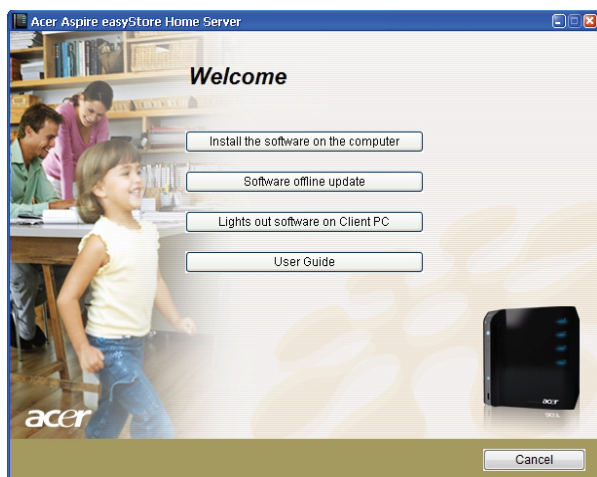 Acer Aspire easyStore Home Server
Welcome
Install the software on the computer
Software offline update
Lights out software on Client PC
User Guide
acer
acer
Cancel